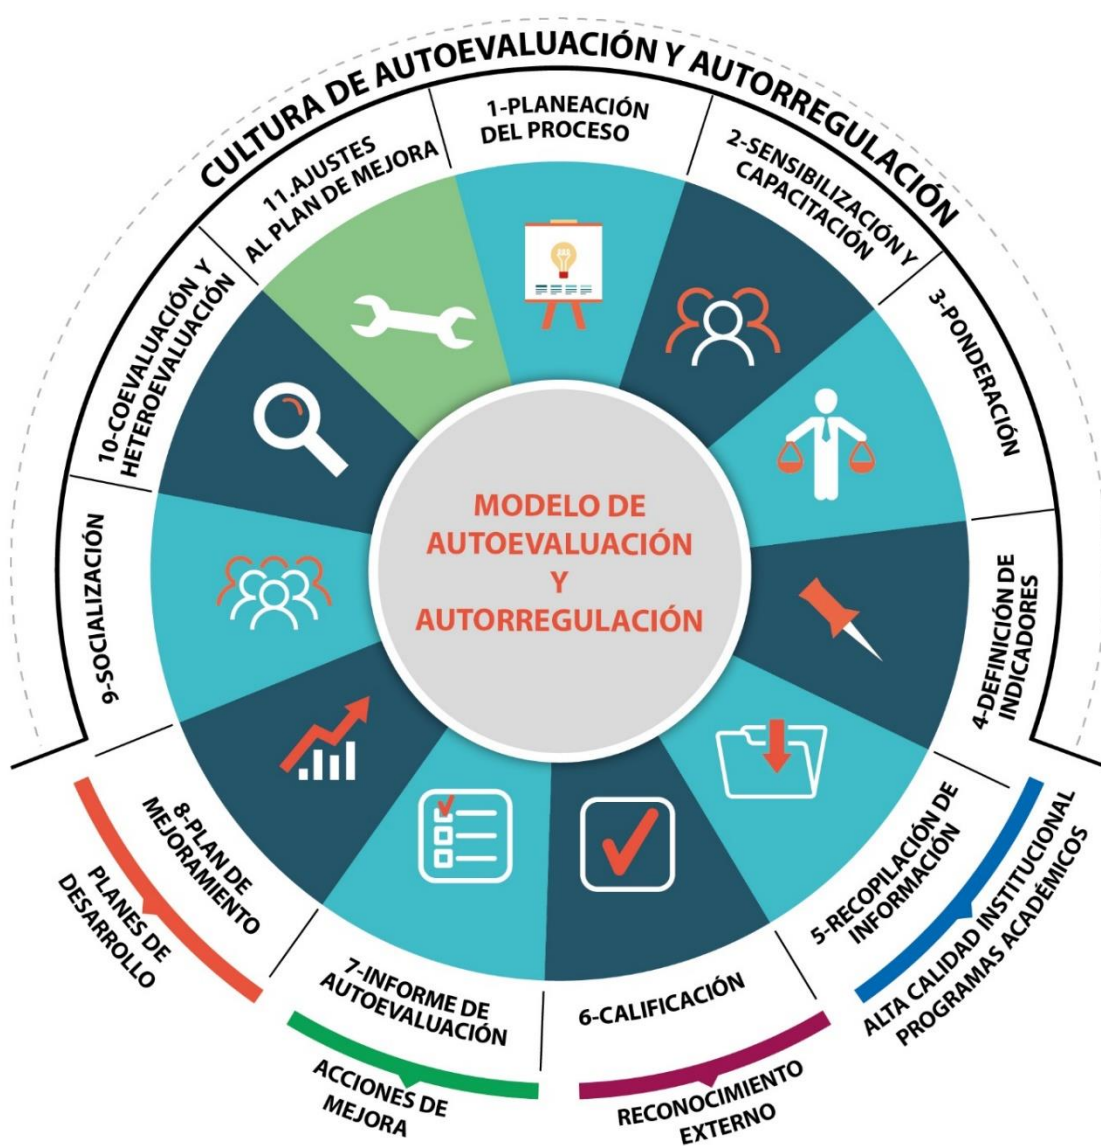 CULTURA DE AUTOEVALUACIÓN Y AUTORREGULACIÓN
1-PLANEACIÓN
DEL PROCESO
2-SENSIBILIZACIÓN Y
CAPACITACIÓN
3-PONDERACIÓN
4-DEFINICIÓN DE
INDICADORES
5-RECOPILACIÓN DE
INFORMACIÓN
6-CALIFICACIÓN
7-INFORME DE
AUTOEVALUACIÓN
8-PLAN DE
MEJORAMIENTO
9-SOCIALIZACIÓN
10-COEVALUACIÓN Y
HETEROEVALUACIÓN
11.AJUSTES
AL PLAN DE MEJORA
MODELO DE
AUTOEVALUACIÓN
Y
AUTORREGULACIÓN
ALTA CALIDAD INSTITUCIONAL
PROGRAMAS ACADÉMICOS
RECONOCIMIENTO
EXTERNO
ACCIONES DE
MEJORA
PLANES DE
DESARROLLO